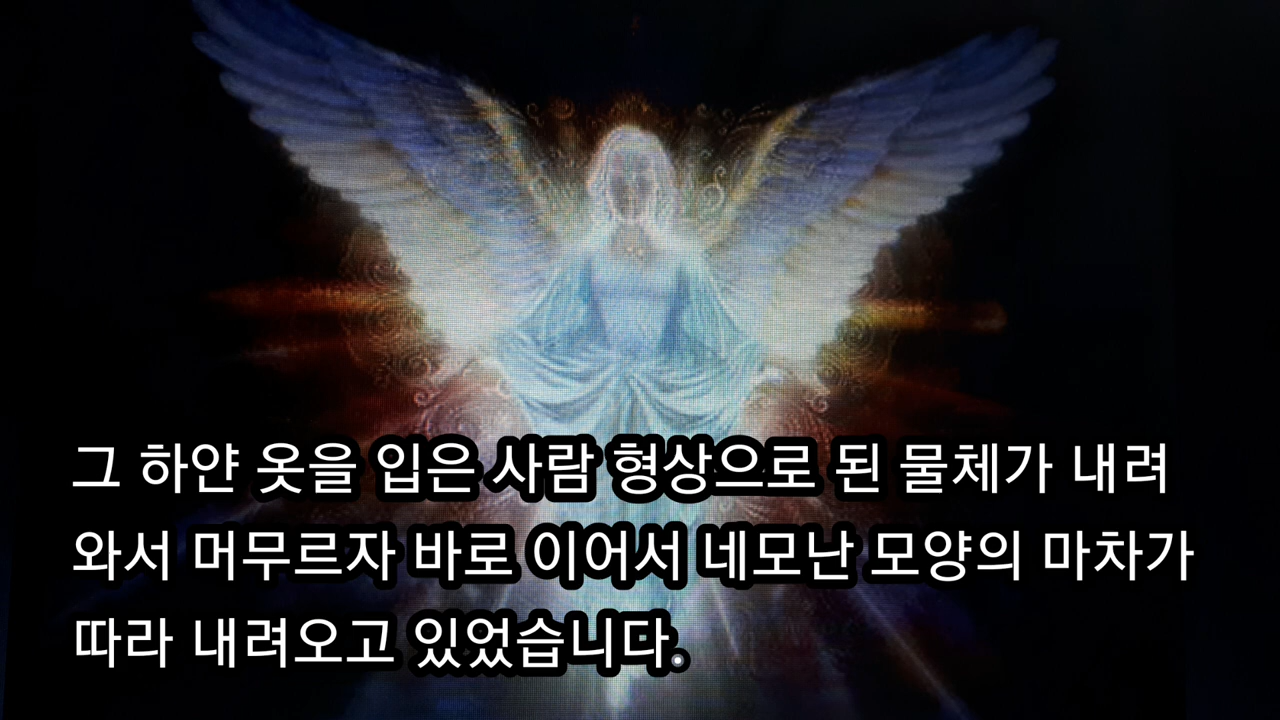 그 하얀 옷을 입은 사람 형상으로 된 물체가 내려
와서 머무르자 바로 이어서 네모난 모양의 마차가
따라 내려오고 있었습니다.